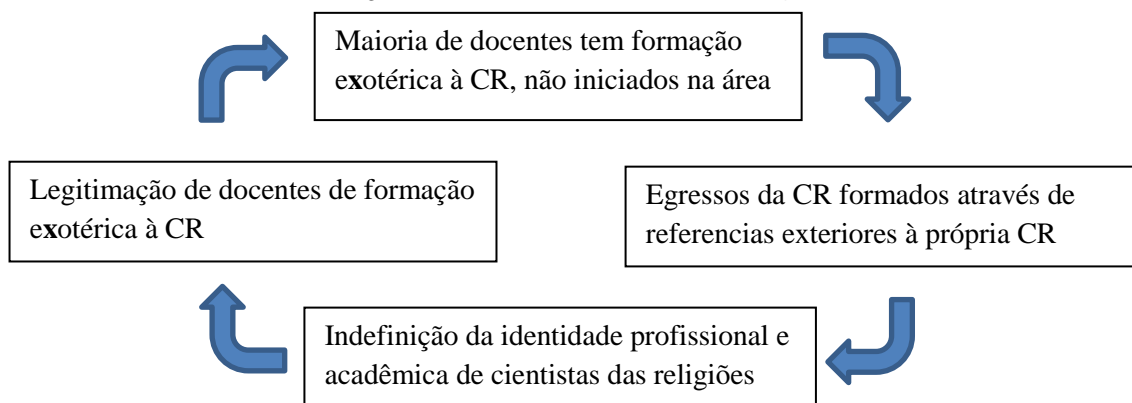 Maioria de docentes tem formação
exotérica à CR, não iniciados na área
Legitimação de docentes de formação
exotérica à CR
Egressos da CR formados através de
referencias exteriores à própria CR
Indefinição da identidade profissional e
acadêmica de cientistas das religiões